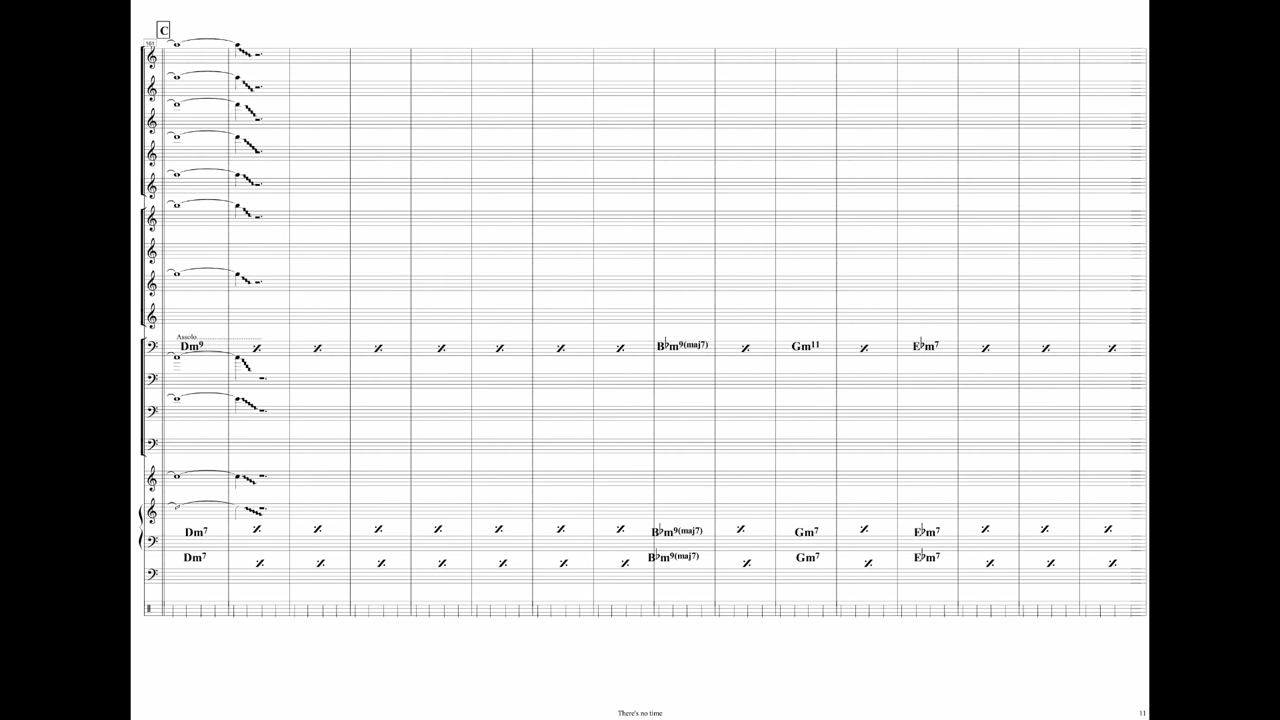 C
161
Assolo
Dm9 B♭m9(maj7) Gm11 E♭m7
Dm7 B♭m9(maj7) Gm7 E♭m7
Dm7 B♭m9(maj7) Gm7 E♭m7
There's no time 11